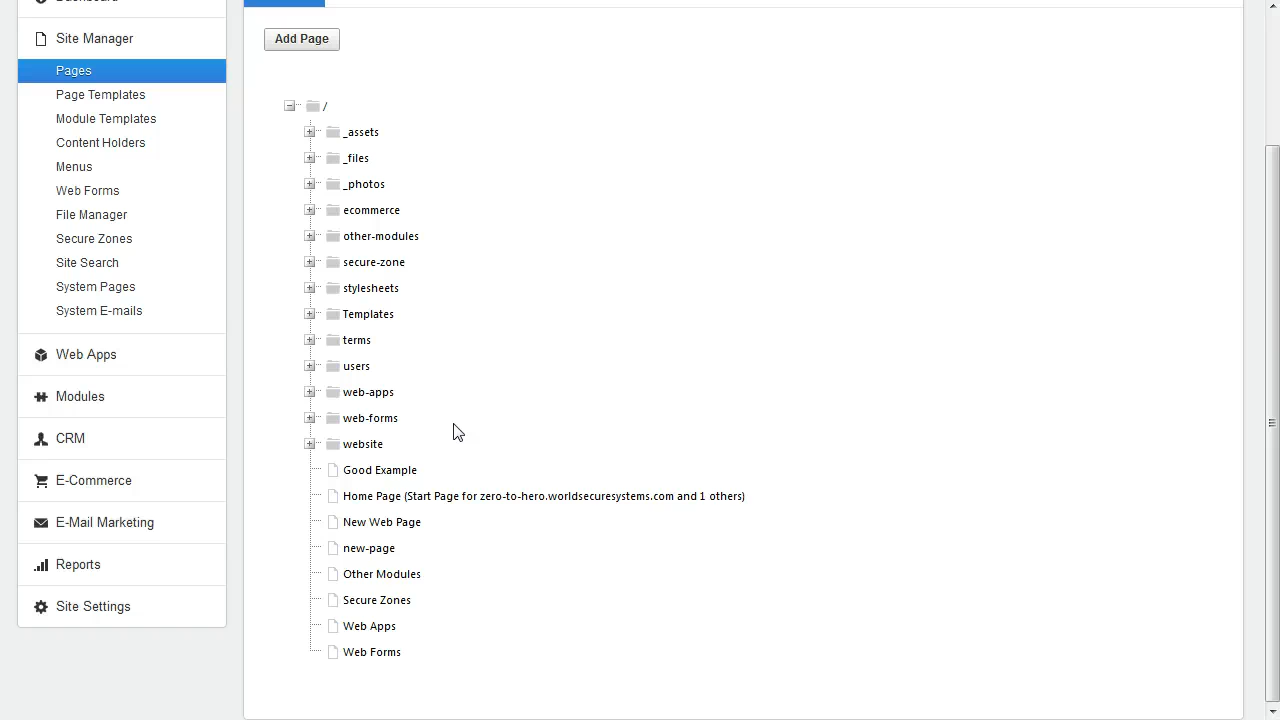 Dashboard
Site Manager
Pages
Page Templates
Module Templates
Content Holders
Menus
Web Forms
File Manager
Secure Zones
Site Search
System Pages
System E-mails
Web Apps
Modules
CRM
E-Commerce
E-Mail Marketing
Reports
Site Settings
Add Page
/
_assets
_files
_photos
ecommerce
other-modules
secure-zone
stylesheets
Templates
terms
users
web-apps
web-forms
website
Good Example
Home Page (Start Page for zero-to-hero.worldsecuresystems.com and 1 others)
New Web Page
new-page
Other Modules
Secure Zones
Web Apps
Web Forms